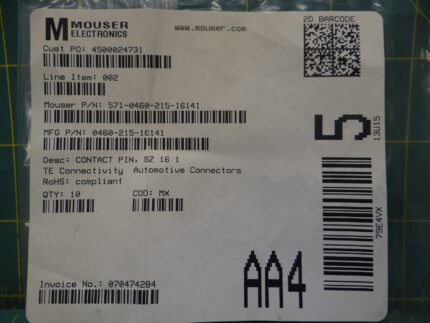 MOUSER
ELECTRONICS
www.mouser.com
2D BARCODE
Cust PO: 4500024731
Line Item: 002
Mouser P/N: 571-0460-215-16141
MFG P/N: 0460-215-16141
Desc: CONTACT PIN, SZ 16 1
TE Connectivity Automotive Connectors
RoHS: compliant
QTY: 10 COO: MX
Invoice No.: 070474284
AA4
5
13U15
79E4VX